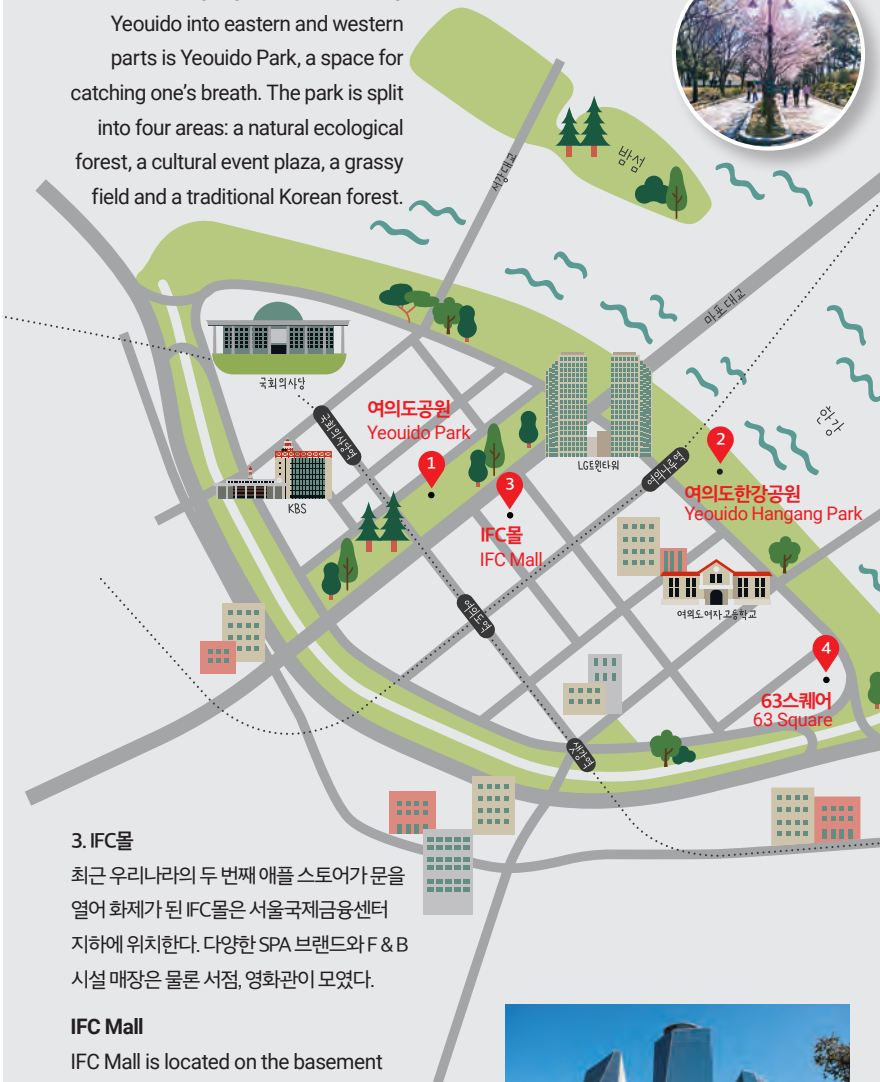 Yeouido into eastern and western
parts is Yeouido Park, a space for
catching one's breath. The park is split
into four areas: a natural ecological
forest, a cultural event plaza, a grassy
field and a traditional Korean forest.
서강대교
밤섬
마포대교
한강
국회의사당
국회의사당역
여의도공원
Yeouido Park
1
KBS
LG트윈타워
여의나루역
2
여의도한강공원
Yeouido Hangang Park
3
IFC몰
IFC Mall
여의도여자고등학교
여의도역
4
63스퀘어
63 Square
샛강역
3. IFC몰
최근 우리나라의 두 번째 애플 스토어가 문을
열어 화제가 된 IFC몰은 서울국제금융센터
지하에 위치한다. 다양한 SPA 브랜드와 F & B
시설 매장은 물론 서점, 영화관이 모였다.
IFC Mall
IFC Mall is located on the basement